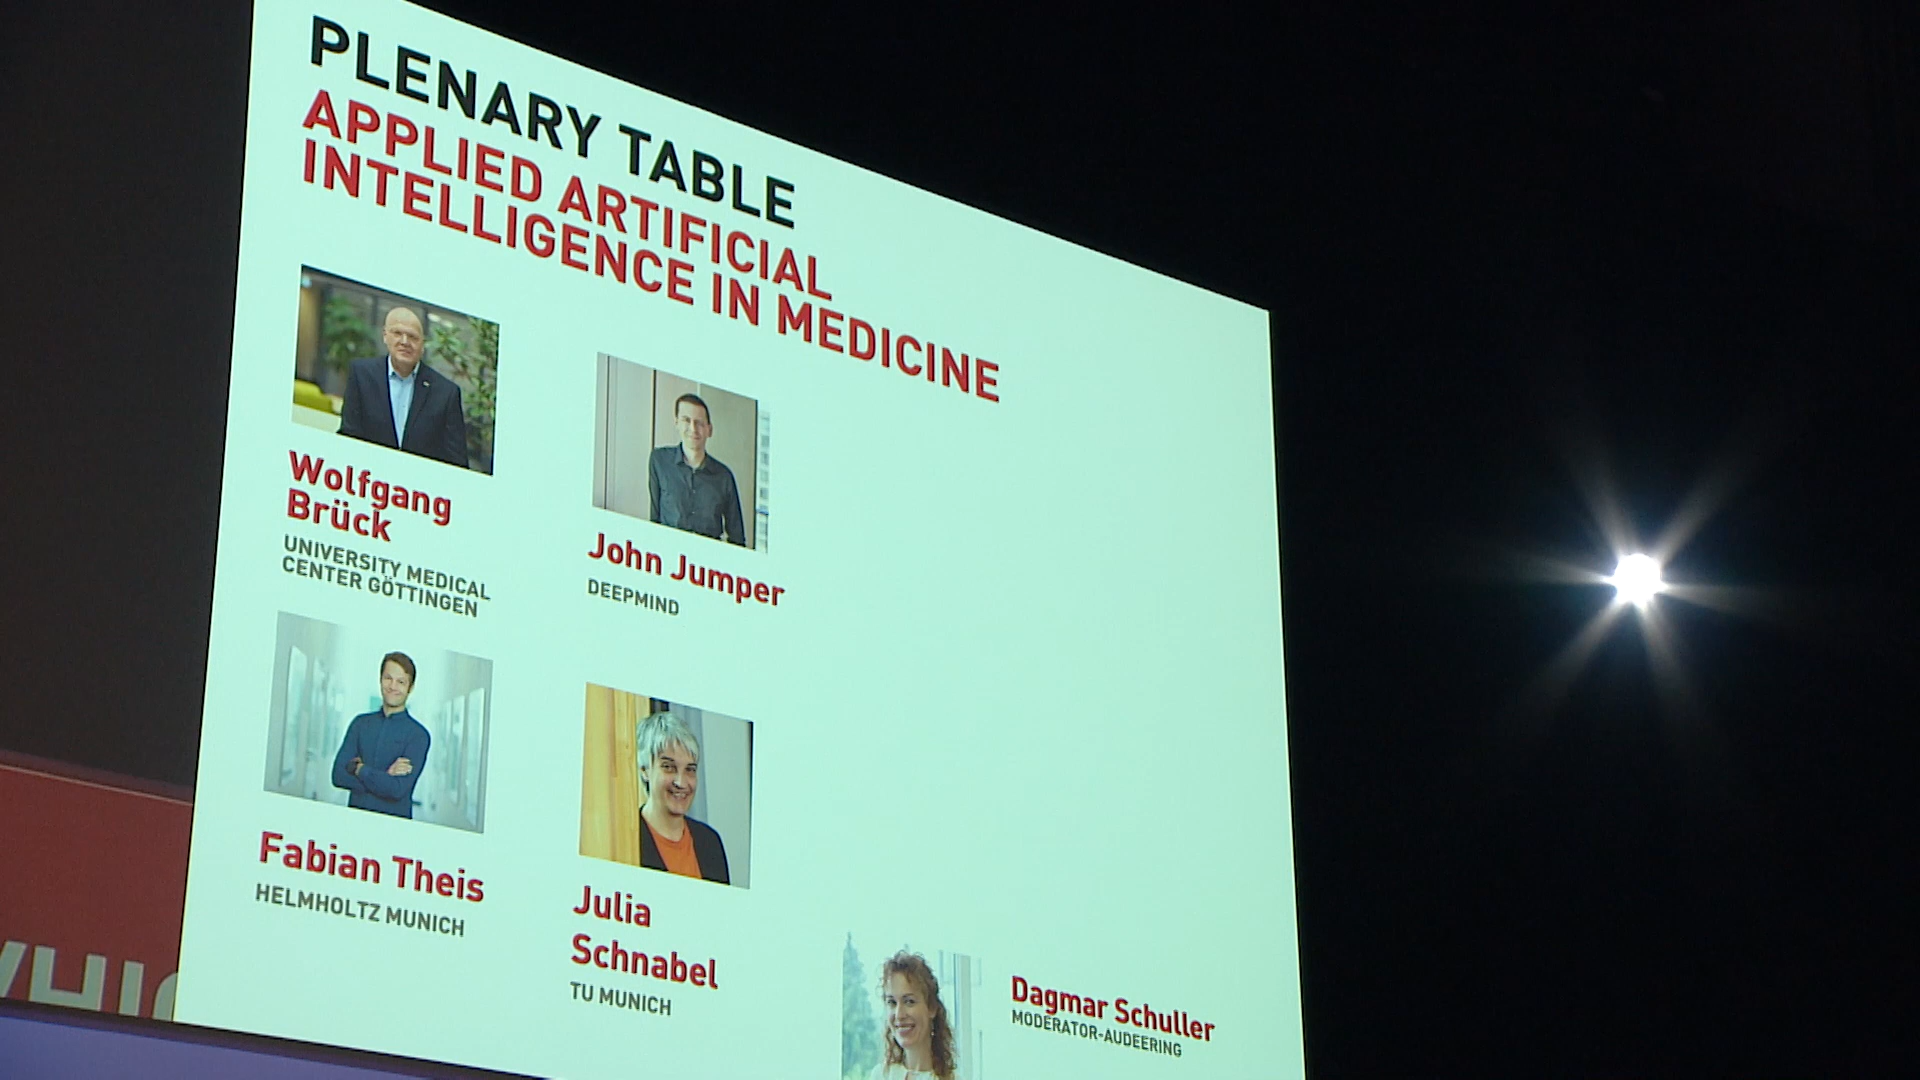 PLENARY TABLE
APPLIED ARTIFICIAL
INTELLIGENCE IN MEDICINE
Wolfgang
Brück
UNIVERSITY MEDICAL
CENTER GÖTTINGEN
John Jumper
DEEPMIND
Fabian Theis
HELMHOLTZ MUNICH
Julia
Schnabel
TU MUNICH
Dagmar Schuller
MODERATOR-AUDEERING